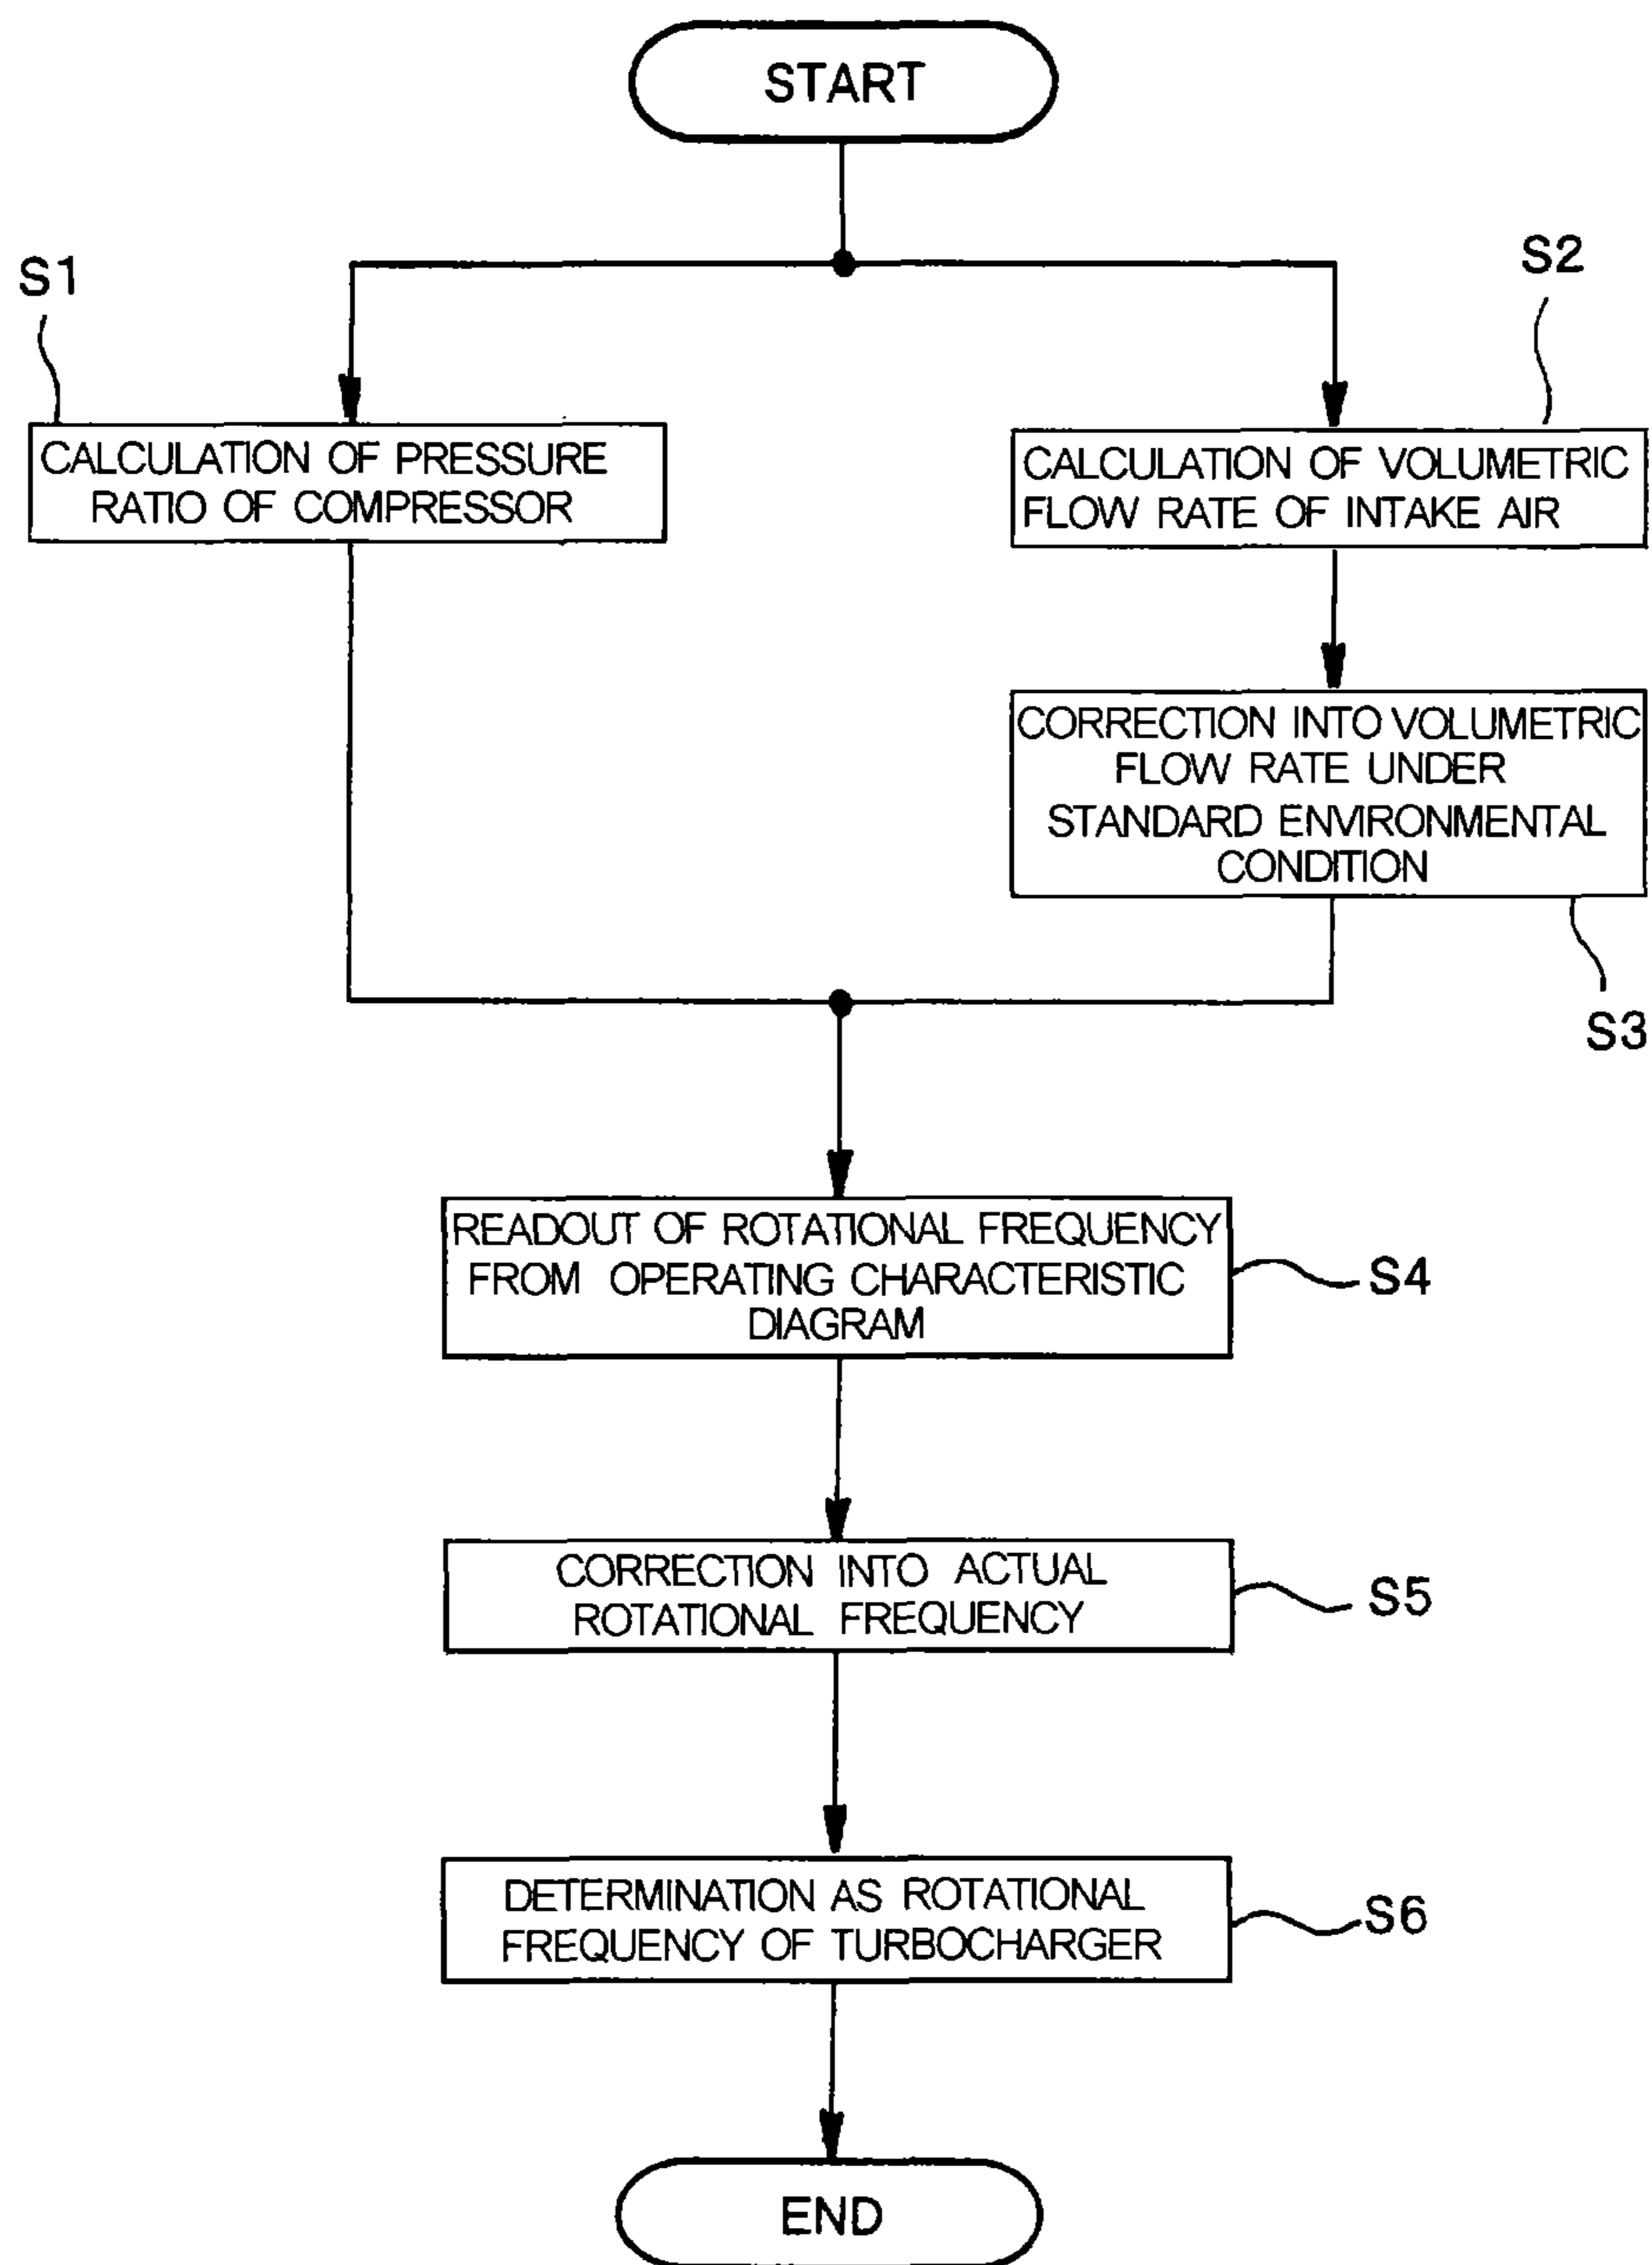 START
S1
S2
CALCULATION OF PRESSURE
RATIO OF COMPRESSOR
CALCULATION OF VOLUMETRIC
FLOW RATE OF INTAKE AIR
CORRECTION INTO VOLUMETRIC
FLOW RATE UNDER
STANDARD ENVIRONMENTAL
CONDITION
S3
READOUT OF ROTATIONAL FREQUENCY
FROM OPERATING CHARACTERISTIC
DIAGRAM
S4
CORRECTION INTO ACTUAL
ROTATIONAL FREQUENCY
S5
DETERMINATION AS ROTATIONAL
FREQUENCY OF TURBOCHARGER
S6
END